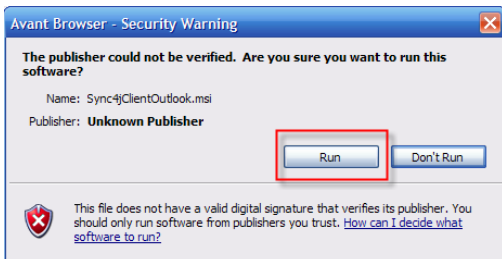 Avant Browser - Security Warning
The publisher could not be verified. Are you sure you want to run this
software?
Name: Sync4jClientOutlook.msi
Publisher: Unknown Publisher
Run Don't Run
This file does not have a valid digital signature that verifies its publisher. You
should only run software from publishers you trust. How can I decide what
software to run?